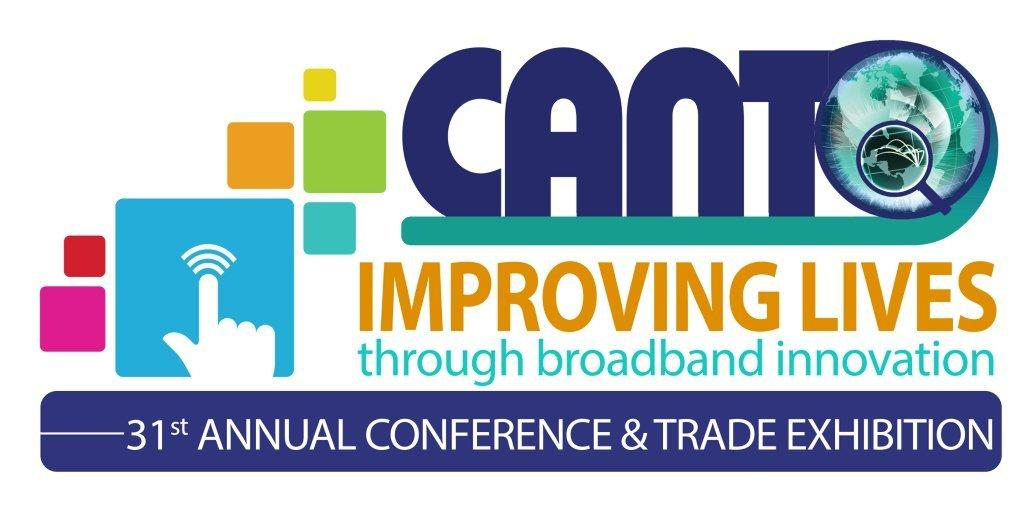 CANTO
IMPROVING LIVES
through broadband innovation
31st ANNUAL CONFERENCE & TRADE EXHIBITION